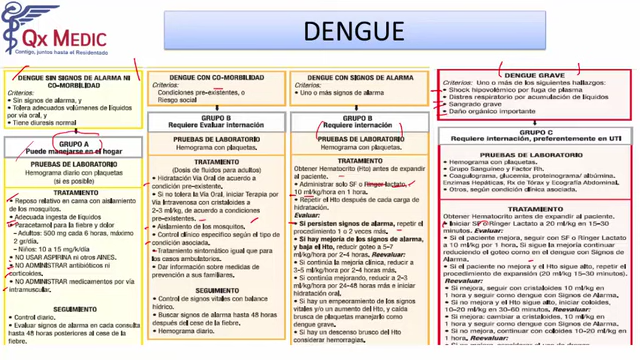 Qx MEDIC
Contigo, juntos hasta el Residentado
DENGUE
DENGUE SIN SIGNOS DE ALARMA NI
CO-MORBILIDAD
Criterios:
• Sin signos de alarma, y
• Tolera adecuados volúmenes de líquidos
por vía oral, y
• Tiene diuresis normal
GRUPO A
Puede manejarse en el hogar
PRUEBAS DE LABORATORIO
Hemograma diario con plaquetas
(si es posible)
TRATAMIENTO
• Reposo relativo en cama con aislamiento
de los mosquitos.
• Adecuada ingesta de líquidos
• Paracetamol para la fiebre y dolor
- Adultos: 500 mg cada 6 horas, máximo
2 gr/día,
- Niños: 10 a 15 mg/k/día
• NO USAR ASPIRINA ni otros AINES.
• NO ADMINISTRAR antibióticos ni
corticoides.
• NO ADMINISTRAR medicamentos por vía
intramuscular.
SEGUIMIENTO
• Control diario.
• Evaluar signos de alarma en cada consulta
hasta 48 horas posteriores al cese de la
fiebre.
DENGUE CON CO-MORBILIDAD
Criterios:
Condiciones pre-existentes, o
Riesgo social
GRUPO B
Requiere Evaluar internación
PRUEBAS DE LABORATORIO
Hemograma con plaquetas.
TRATAMIENTO
(Dosis de fluidos para adultos)
• Hidratación Vía Oral de acuerdo a
condición pre-existente,
• Si no tolera la Vía Oral, iniciar Terapia por
Vía Intravenosa con cristaloides a
2–3 ml/kg, de acuerdo a condiciones
pre-existentes.
• Aislamiento de los mosquitos.
• Control clínico específico según el tipo de
condición asociada.
• Tratamiento sintomático igual que para
los casos ambulatorios.
• Dar información sobre medidas de
prevención a sus familiares.
SEGUIMIENTO
• Control de signos vitales con balance
hídrico.
• Buscar signos de alarma hasta 48 horas
después del cese de la fiebre.
• Hemograma diario.
DENGUE CON SIGNOS DE ALARMA
Criterios:
• Uno o más signos de alarma
GRUPO B
Requiere internación
PRUEBAS DE LABORATORIO
Hemograma con plaquetas.
TRATAMIENTO
Obtener Hematocrito (Hto) antes de expandir
al paciente.
• Administrar solo SF o Ringer lactato,
10 ml/kg/hora en 1 hora.
• Repetir el Hto después de cada carga de
hidratación.
Evaluar:
• Si persisten signos de alarma, repetir el
procedimiento 1 o 2 veces más.
• Si hay mejoría de los signos de alarma,
y baja el Hto, reducir goteo a 5–7
ml/kg/hora por 2–4 horas. Reevaluar:
• Si continúa la mejoría clínica, reducir a
3–5 ml/kg/hora por 2–4 horas más.
• Si continúa mejorando, reducir a 2–3
ml/kg/hora por 24–48 horas más e iniciar
hidratación oral.
• Si hay un empeoramiento de los signos
vitales y/o un aumento del Hto, y caída
brusca de plaquetas manejarlo como
dengue grave.
• Si hay un descenso brusco del Hto
considerar hemorragias.
DENGUE GRAVE
Criterios: Uno o más de los siguientes hallazgos:
• Shock hipovolémico por fuga de plasma
• Distres respiratorio por acumulación de líquidos
• Sangrado grave
• Daño orgánico importante
GRUPO C
Requiere internación, preferentemente en UTI
PRUEBAS DE LABORATORIO
• Hemograma con plaquetas.
• Grupo Sanguíneo y Factor Rh.
• Coagulograma, glucemia, proteinograma/ albúmina.
Enzimas Hepáticas, Rx de Tórax y Ecografía Abdominal.
• Otros, según condición clínica asociada.
TRATAMIENTO
Obtener Hematocrito antes de expandir al paciente.
• Iniciar SF o Ringer Lactato a 20 ml/kg en 15–30
minutos. Evaluar:
• Si el paciente mejora, seguir con SF o Ringer Lactato
a 10 ml/kg en 1 hora, Si sigue la mejoría continuar
reduciendo el goteo como en el dengue con Signos de
Alarma.
• Si el paciente no mejora y el Hto sigue alto, repetir el
procedimiento de expansión (20 ml/kg 15–30 minutos).
Reevaluar:
• Si mejora, seguir con cristaloides 10 ml/kg en
1 hora y seguir como dengue con Signos de Alarma.
• Si no mejora y el Hto sigue alto, iniciar coloides,
10–20 ml/kg en 30–60 minutos. Reevaluar:
• Si mejora: cambiar a cristaloides, 10 ml/kg en
1 hora y seguir como dengue con Signos de Alarma.
• Si no mejora, continuar con coloides 10–20 ml/kg en
1 hora. Reevaluar: